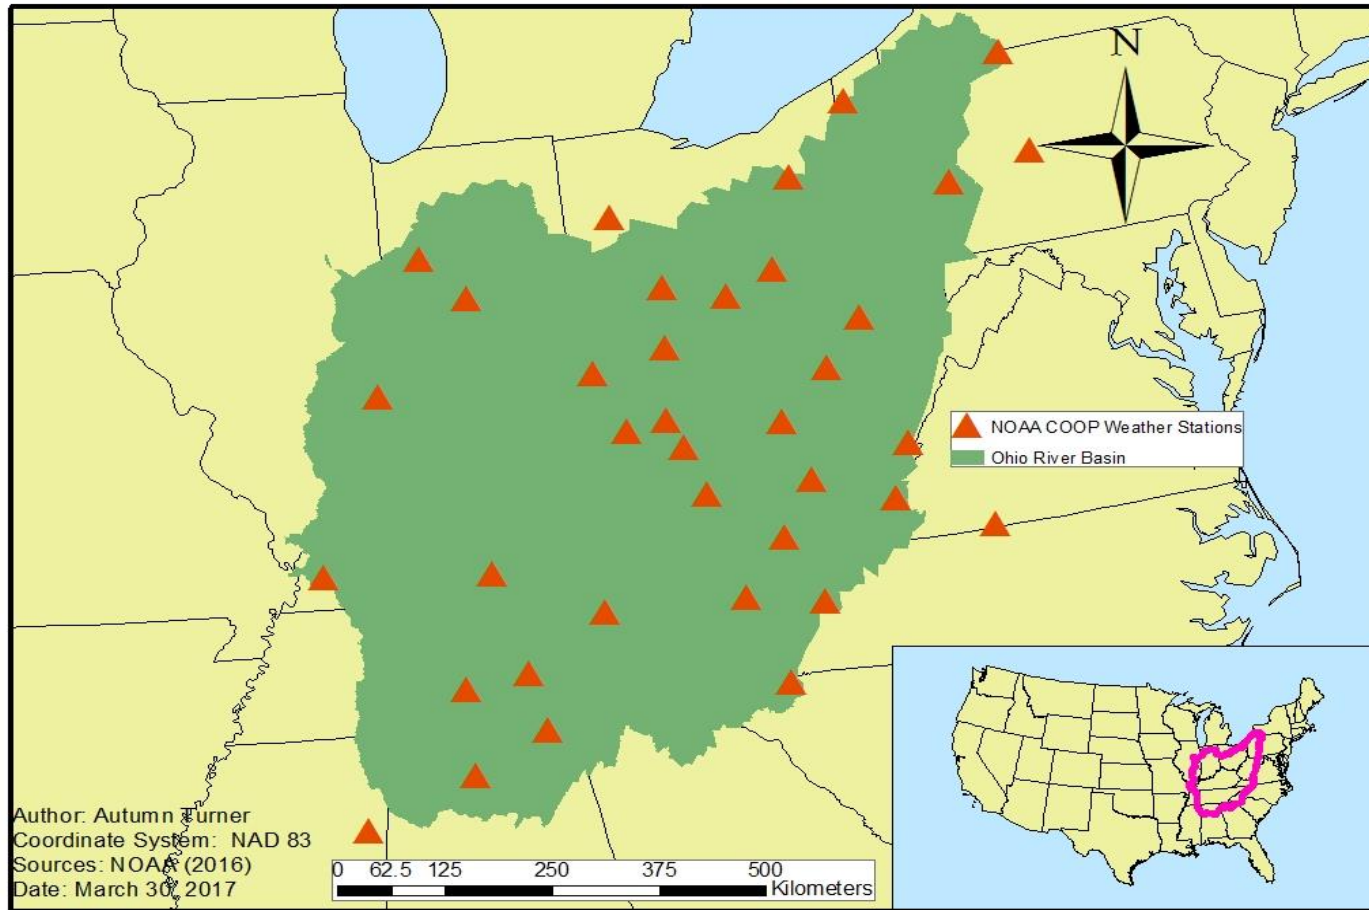 N
NOAA COOP Weather Stations
Ohio River Basin
Author: Autumn Turner
Coordinate System: NAD 83
Sources: NOAA (2016)
Date: March 30, 2017
0 62.5 125 250 375 500
Kilometers